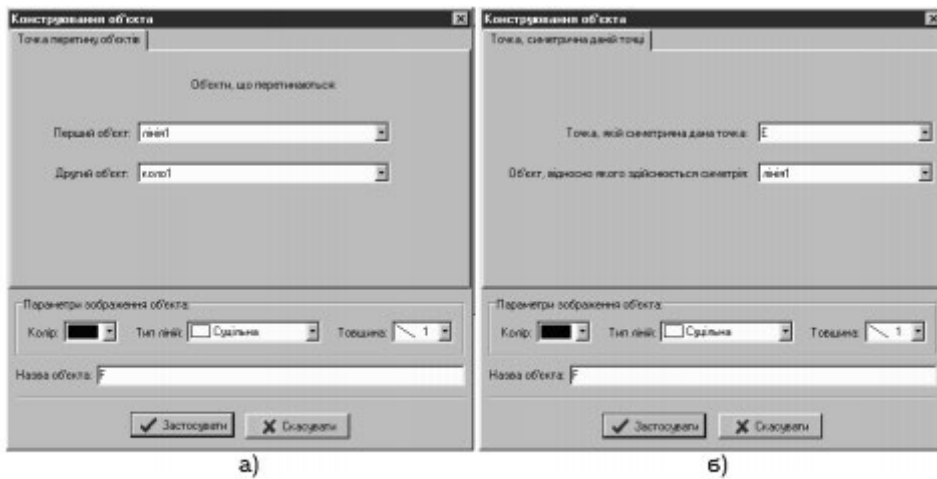 Конструювання об'єкта
Точка перетину об'єктів
Об'єкти, що перетинаються:
Перший об'єкт: лінія1
Другий об'єкт: коло1
Параметри зображення об'єкта:
Колір: Тип лінії: Суцільна Товщина: 1
Назва об'єкта: F
Застосувати Скасувати
а)
Конструювання об'єкта
Точка, симетрична даній точці
Точка, якій симетрична дана точка: E
Об'єкт, відносно якого здійснюється симетрія: лінія1
Параметри зображення об'єкта:
Колір: Тип лінії: Суцільна Товщина: 1
Назва об'єкта: F
Застосувати Скасувати
б)